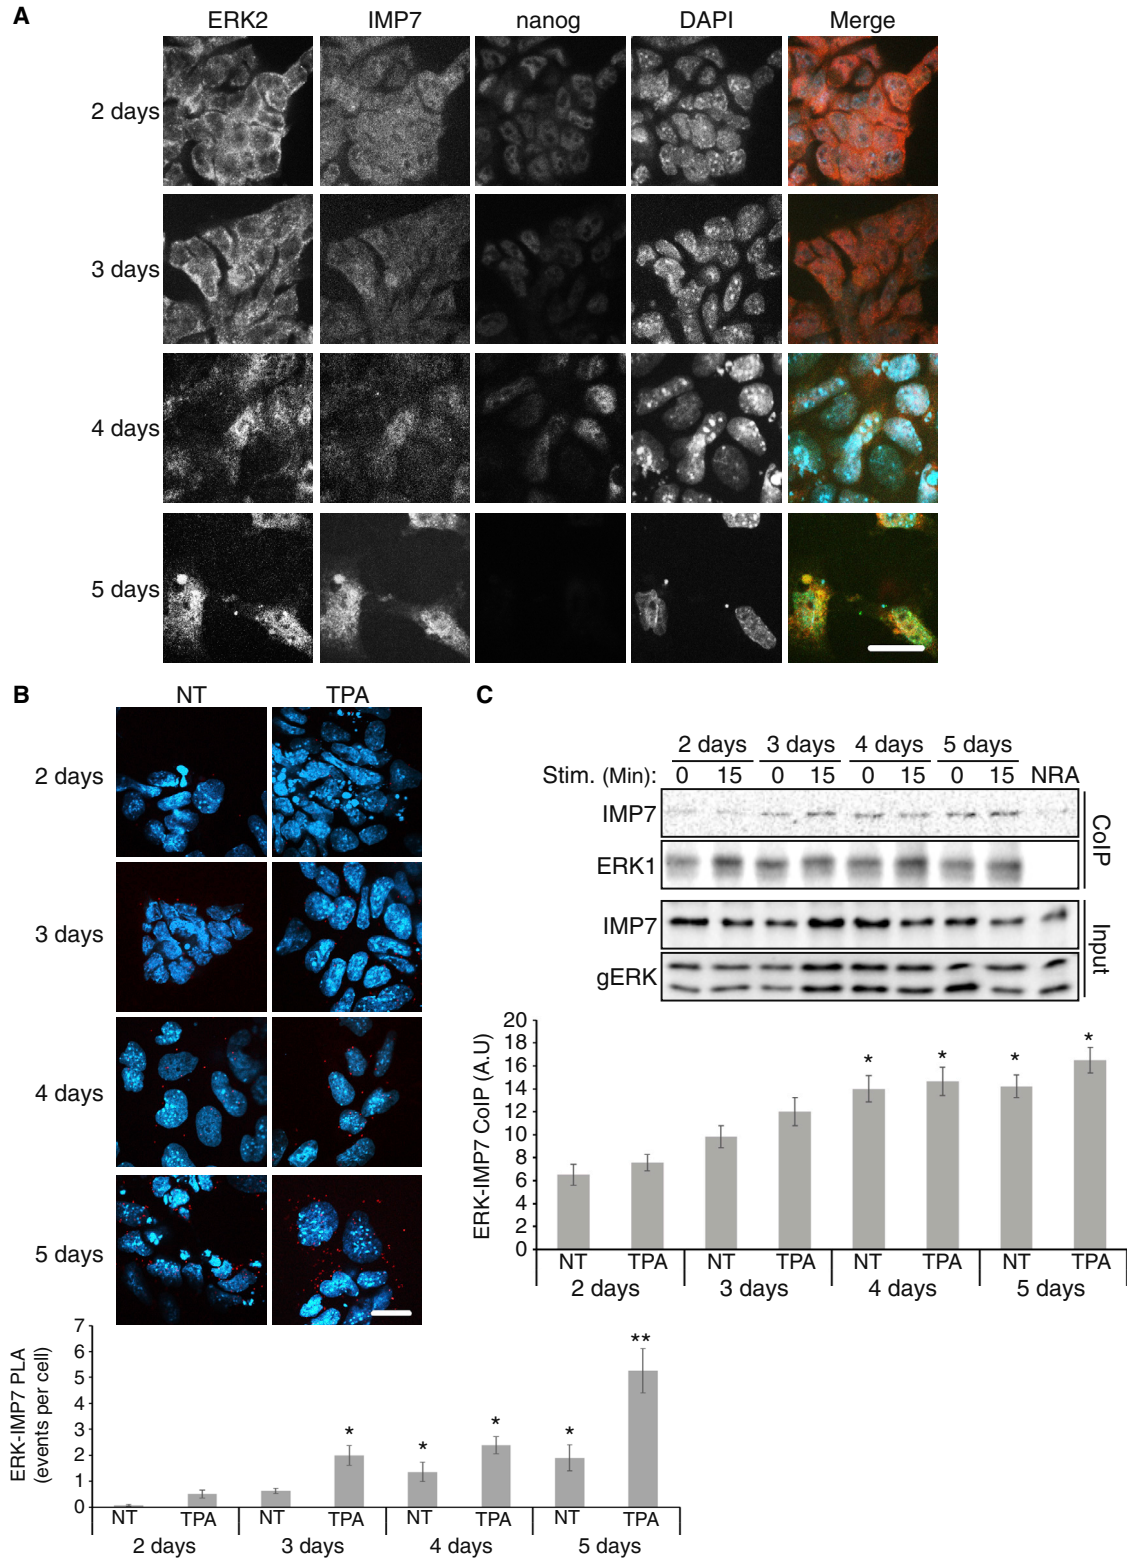 A
ERK2 IMP7 nanog DAPI Merge
2 days
3 days
4 days
5 days
B
NT TPA
2 days
3 days
4 days
5 days
ERK-IMP7 PLA
(events per cell)
7
6
5
4
3
2
1
0
* * * * **
NT TPA NT TPA NT TPA NT TPA
2 days 3 days 4 days 5 days
C
2 days 3 days 4 days 5 days
Stim. (Min): 0 15 0 15 0 15 0 15 NRA
IMP7
ERK1
CoIP
IMP7
gERK
Input
ERK-IMP7 CoIP (A.U)
20
18
16
14
12
10
8
6
4
2
0
* * * *
NT TPA NT TPA NT TPA NT TPA
2 days 3 days 4 days 5 days